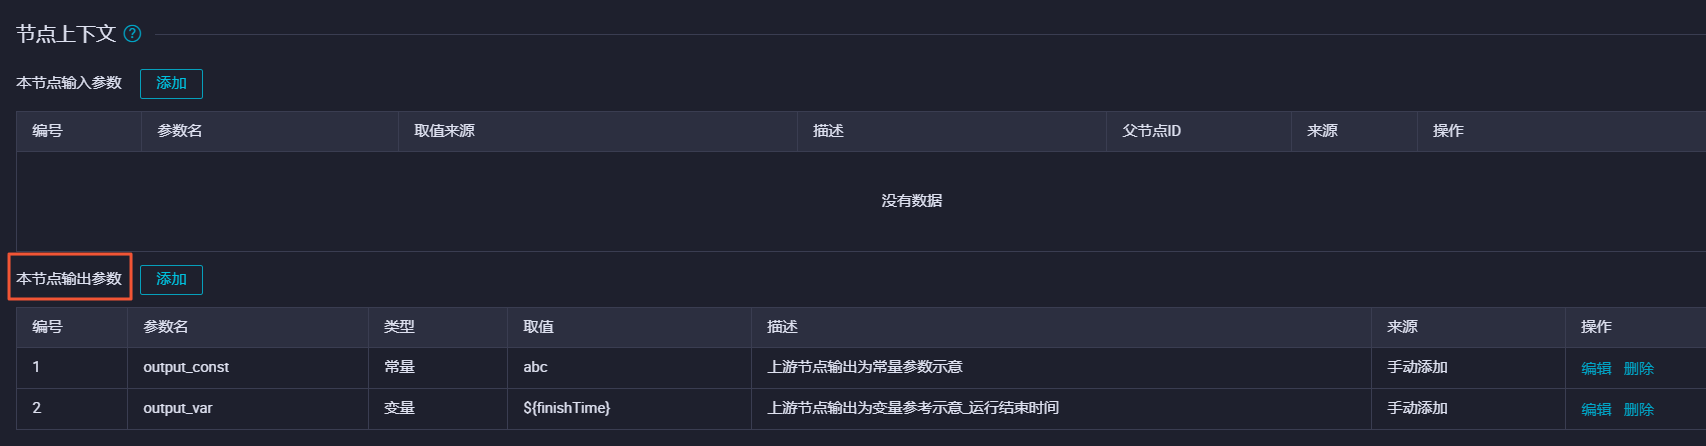 节点上下文 ?
本节点输入参数 添加
编号 参数名 取值来源 描述 父节点ID 来源 操作
没有数据
本节点输出参数 添加
编号 参数名 类型 取值 描述 来源 操作
1 output_const 常量 abc 上游节点输出为常量参数示意 手动添加 编辑 删除
2 output_var 变量 ${finishTime} 上游节点输出为变量参考示意_运行结束时间 手动添加 编辑 删除